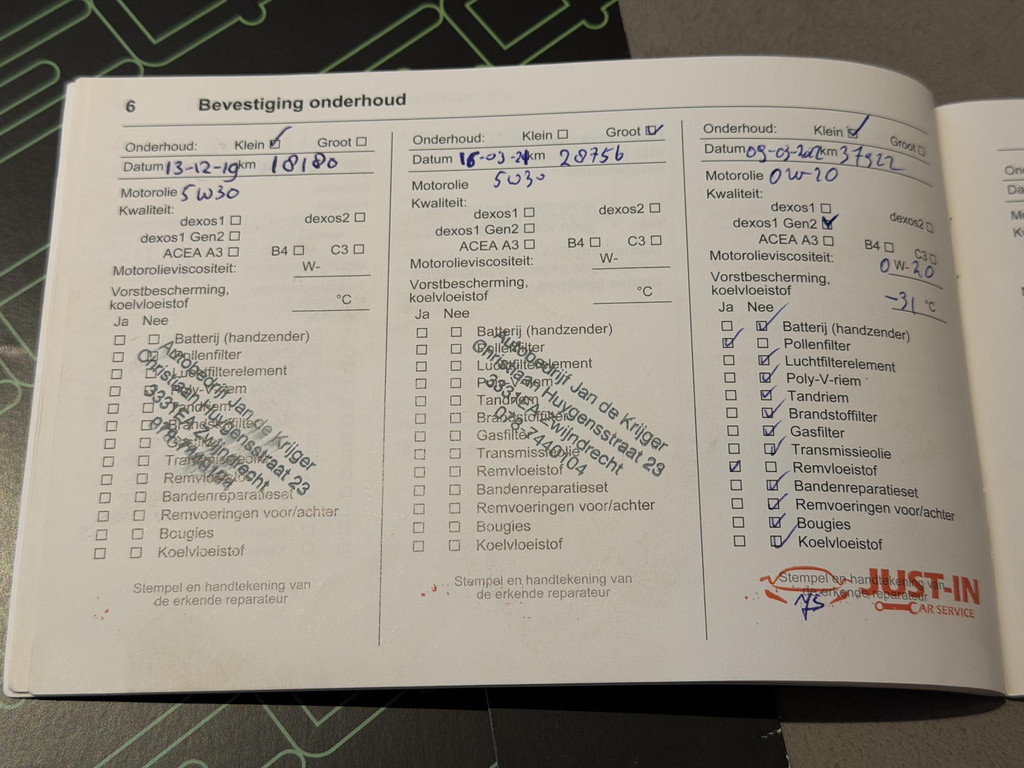 6 Bevestiging onderhoud
Onderhoud: Klein Groot
Datum 13-12-19 km 18180
Motorolie 5W30
Kwaliteit:
dexos1 dexos2
dexos1 Gen2
ACEA A3 B4 C3
Motorolieviscositeit: W-
Vorstbescherming,
koelvloeistof °C
Ja Nee
Batterij (handzender)
Pollenfilter
Luchtfilterelement
Poly-V-riem
Tandriem
Brandstoffilter
Gasfilter
Transmissieolie
Remvloeistof
Bandenreparatieset
Remvoeringen voor/achter
Bougies
Koelvloeistof
Autobedrijf Jan de Krijger
Christiaan Huygensstraat 23
Zwijndrecht
Stempel en handtekening van
de erkende reparateur
Onderhoud: Klein Groot
Datum 16-03-21 km 28756
Motorolie 5W30
Kwaliteit:
dexos1 dexos2
dexos1 Gen2
ACEA A3 B4 C3
Motorolieviscositeit: W-
Vorstbescherming,
koelvloeistof °C
Ja Nee
Batterij (handzender)
Pollenfilter
Luchtfilterelement
Poly-V-riem
Tandriem
Brandstoffilter
Gasfilter
Transmissieolie
Remvloeistof
Bandenreparatieset
Remvoeringen voor/achter
Bougies
Koelvloeistof
Autobedrijf Jan de Krijger
Christiaan Huygensstraat 23
Zwijndrecht
Stempel en handtekening van
de erkende reparateur
Onderhoud: Klein Groot
Datum 09-03-2022 km 37922
Motorolie 0W-20
Kwaliteit:
dexos1 dexos2
dexos1 Gen2
ACEA A3 B4 C3
Motorolieviscositeit: 0 W- 20
Vorstbescherming,
koelvloeistof -31 °C
Ja Nee
Batterij (handzender)
Pollenfilter
Luchtfilterelement
Poly-V-riem
Tandriem
Brandstoffilter
Gasfilter
Transmissieolie
Remvloeistof
Bandenreparatieset
Remvoeringen voor/achter
Bougies
Koelvloeistof
Stempel en handtekening van
de erkende reparateur
JUST-IN
CAR SERVICE